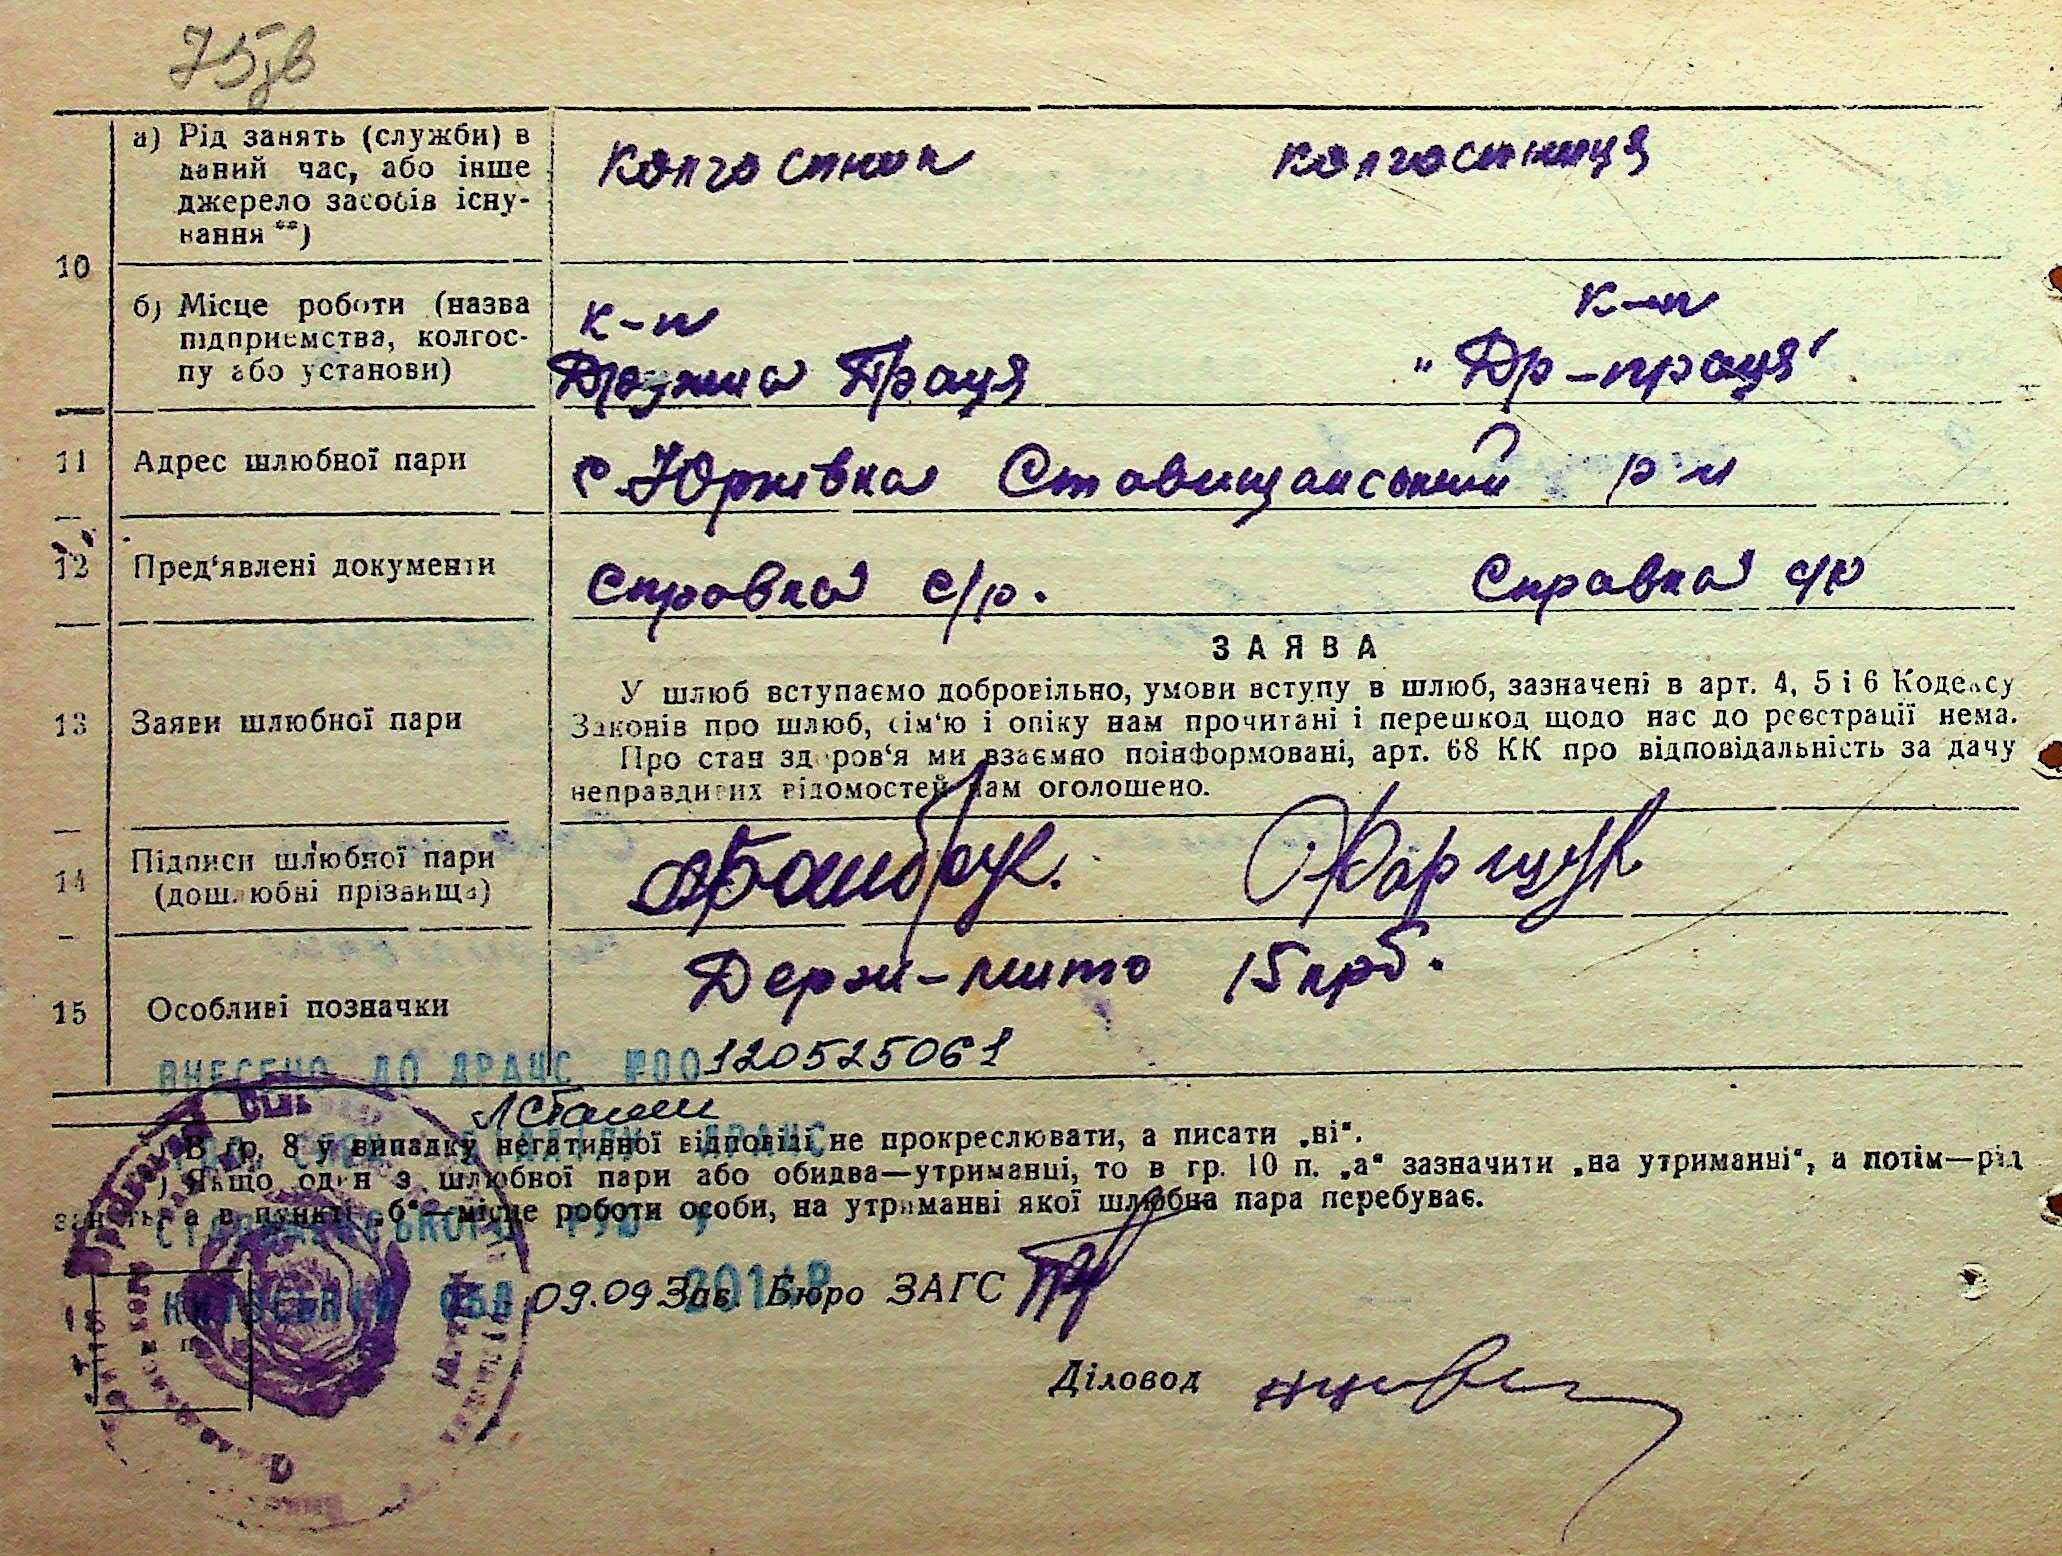 75зв
а) Рід занять (служби) в
даний час, або інше
джерело засобів існу-
вання **)
Колгоспник колгоспниця
10
б) Місце роботи (назва
підприємства, колгос-
пу або установи)
к-п к-п
Дружна Праця "Др-праця"
11 Адрес шлюбної пари с. Юрківка Ставищанський р-н
12 Пред'явлені документи Справка с/р. Справка с/р
13 Заяви шлюбної пари
ЗАЯВА
У шлюб вступаємо добровільно, умови вступу в шлюб, зазначені в арт. 4, 5 і 6 Кодексу
Законів про шлюб, сім'ю і опіку нам прочитані і перешкод щодо нас до реєстрації нема.
Про стан здоров'я ми взаємно поінформовані, арт. 68 КК про відповідальність за дачу
неправдивих відомостей нам оголошено.
14 Підписи шлюбної пари
(дошлюбні прізвища)
15 Особливі позначки
Держ-мито 15 крб.
ВНЕСЕНО ДО ДРАЦС №00120525061
) В гр. 8 у випадку негативної відповіді не прокреслювати, а писати „ні“.
) Якщо один з шлюбної пари або обидва—утриманці, то в гр. 10 п. „а“ зазначити „на утриманні“, а потім—рід
занять, а в пункті „б“—місце роботи особи, на утриманні якої шлюбна пара перебуває.
КИЇВСЬКІЙ ОБЛ 09.09 2014Р
Зав. Бюро ЗАГС
Діловод